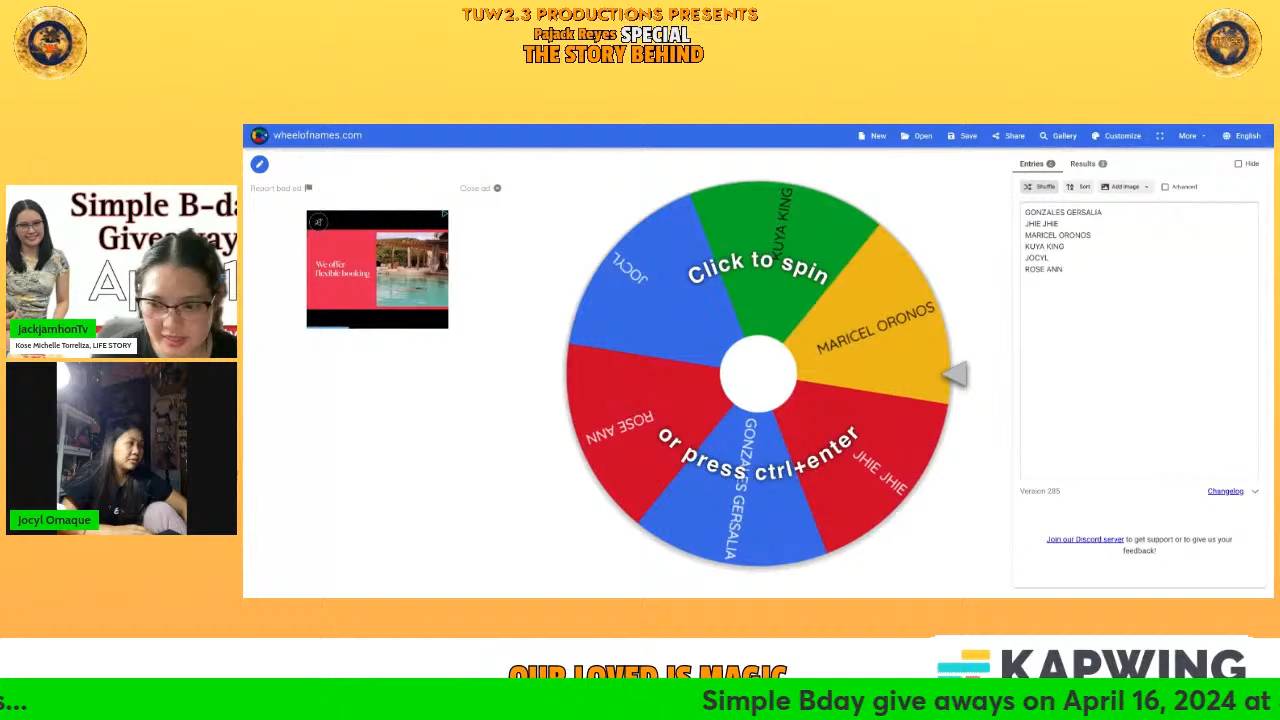 TUW2.3 PRODUCTIONS PRESENTS
Pajack Reyes SPECIAL
THE STORY BEHIND
wheelofnames.com
New
Open
Save
Share
Gallery
Customize
More
English
Report bad ad
Close ad
We offer
flexible booking
Simple B-da
Giveaway
JackjamhonTv
Kose Michelle Torreliza, LIFE STORY
Jocyl Omaque
KUYA KING
MARICEL ORONOS
JHIE JHIE
GONZALES GERSALIA
ROSE ANN
JOCYL
Click to spin
or press ctrl+enter
Entries 6
Results
Hide
Shuffle
Sort
Add image
Advanced
GONZALES GERSALIA
JHIE JHIE
MARICEL ORONOS
KUYA KING
JOCYL
ROSE ANN
Version 285
Changelog
Join our Discord server to get support or to give us your
feedback!
OUR LOVED IS MAGIC
KAPWING
s...
Simple Bday give aways on April 16, 2024 at